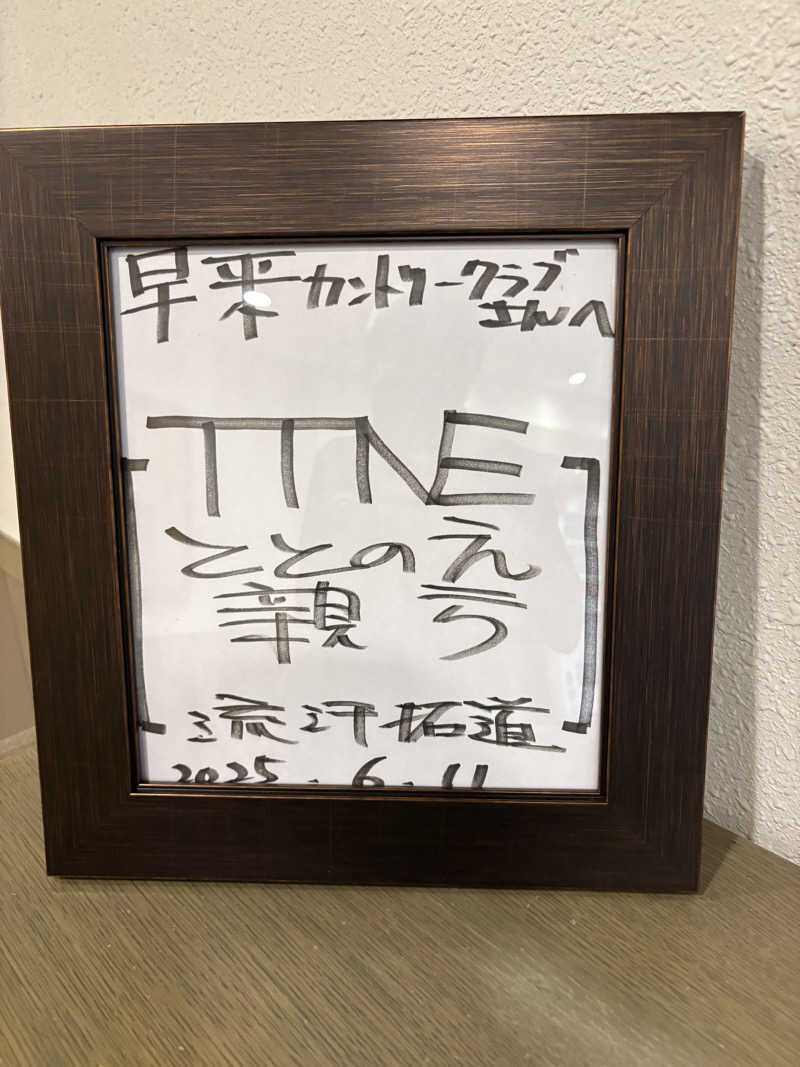 早来カントリークラブ
さんへ
TTNE
ととのえ
親方
流汗拓道
2025.6.11